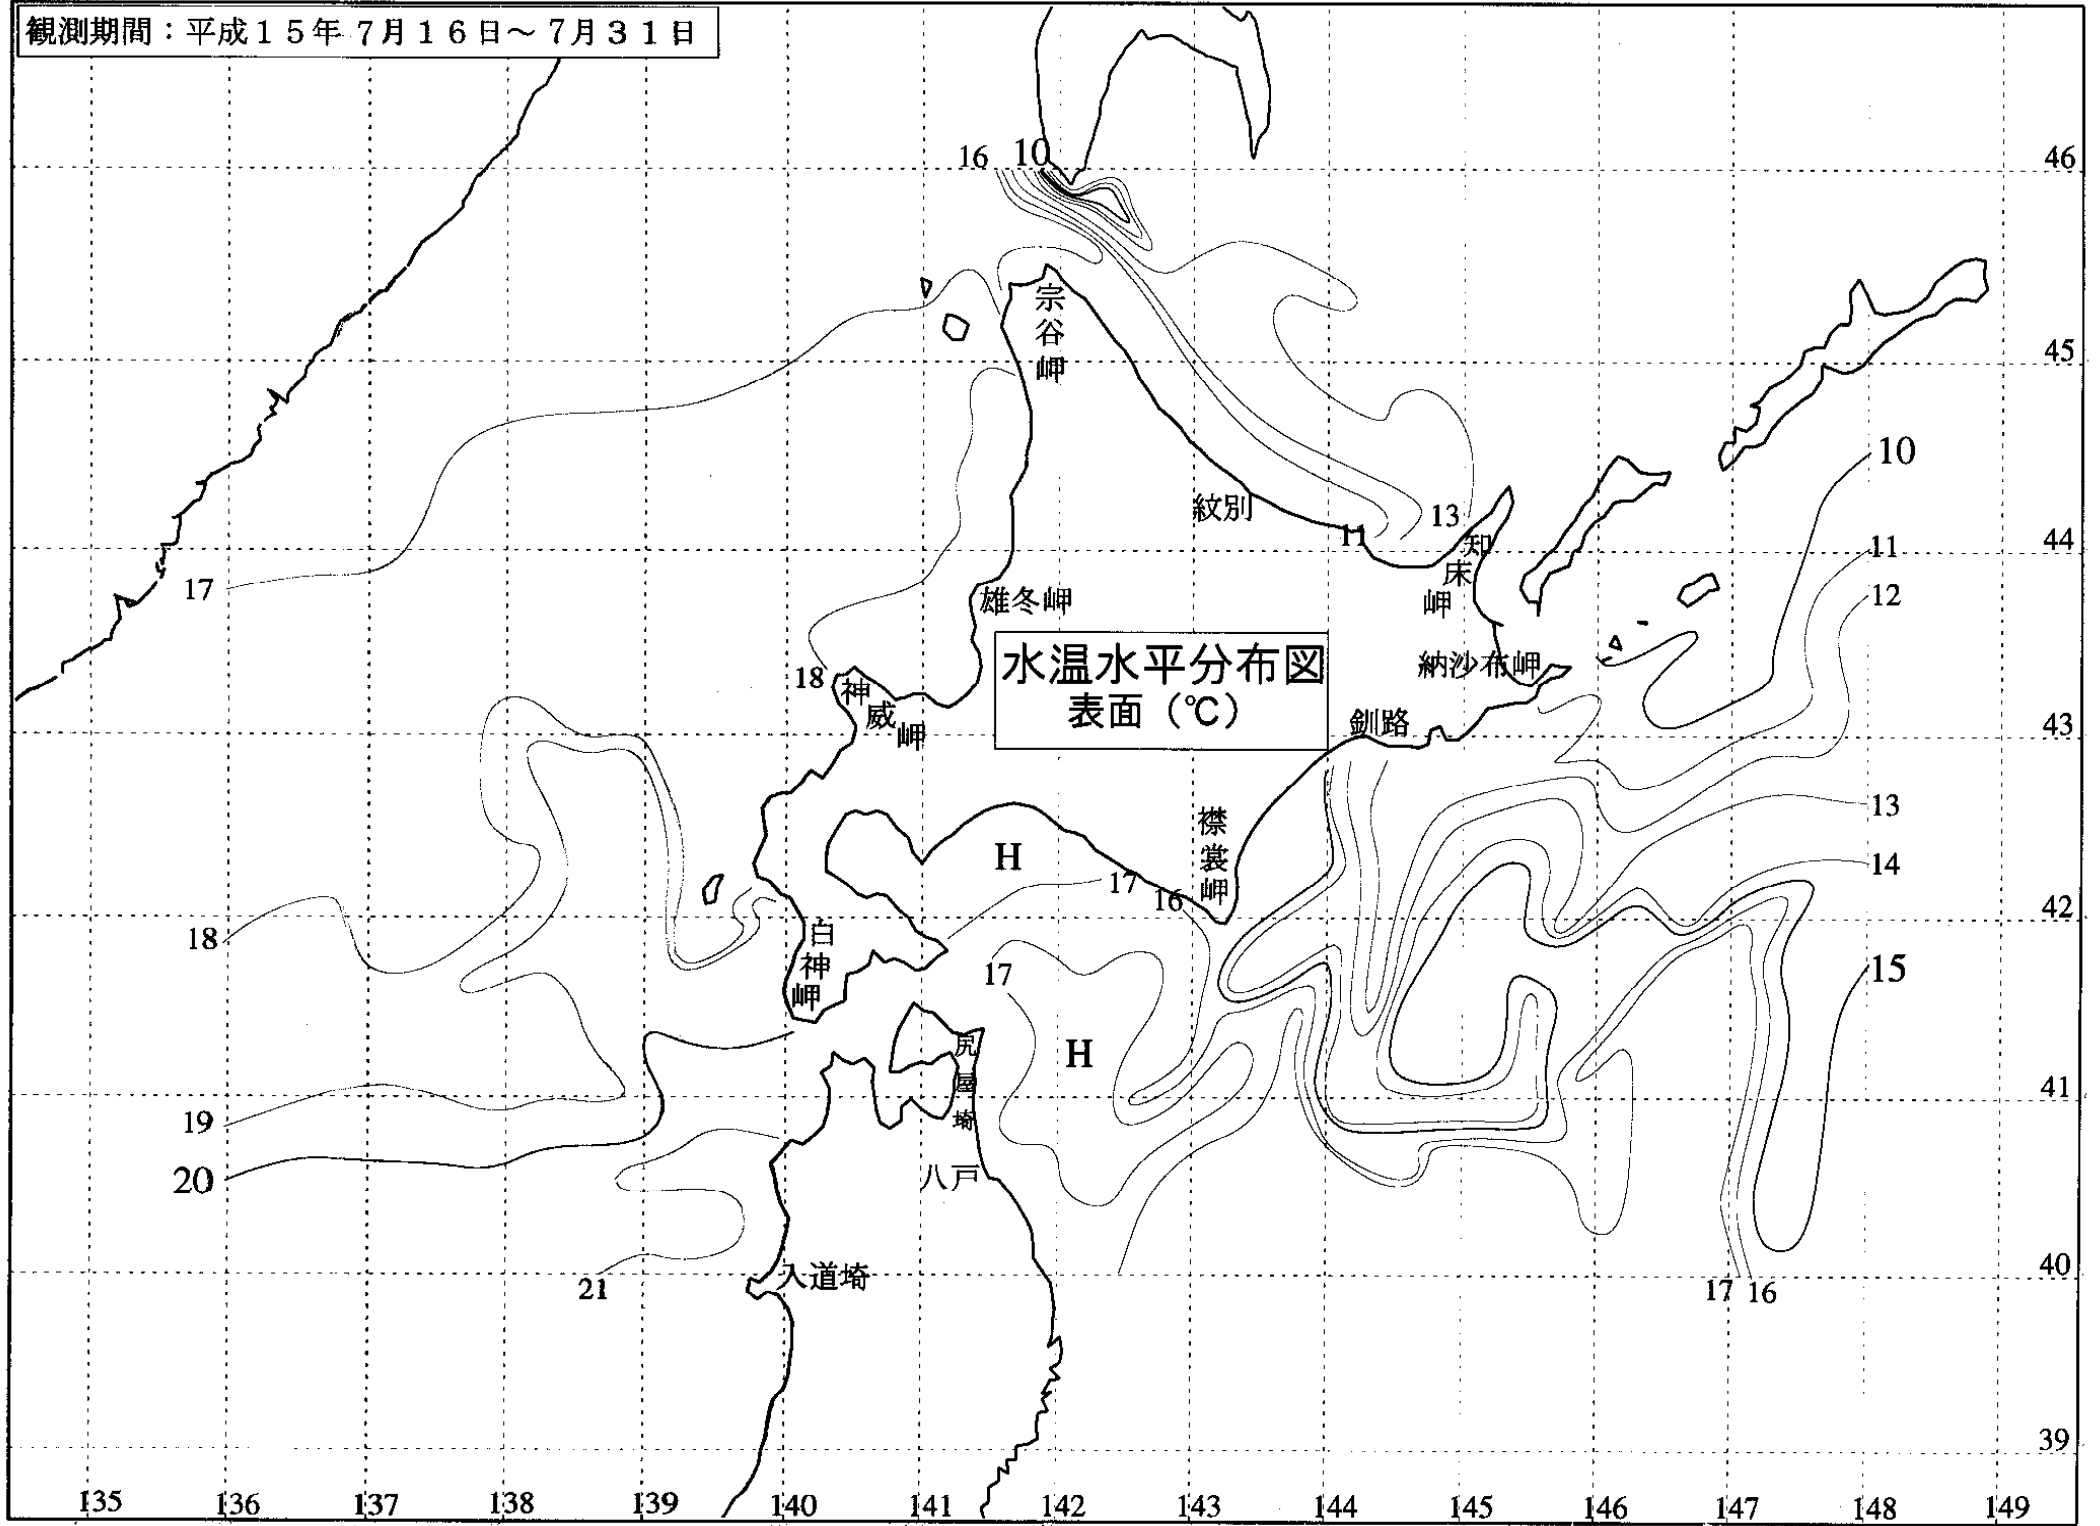 観測期間：平成１５年 ７月１６日～７月３１日
16 10
46
宗谷岬
45
10
紋別
11
13
44
知床岬
11
17
雄冬岬
12
水温水平分布図
表面（℃）
納沙布岬
18
神威岬
釧路
43
13
襟裳岬
H
14
17
16
42
18
白神岬
17
15
H
尻屋埼
41
19
20
八戸
入道埼
21
40
17 16
39
135 136 137 138 139 140 141 142 143 144 145 146 147 148 149